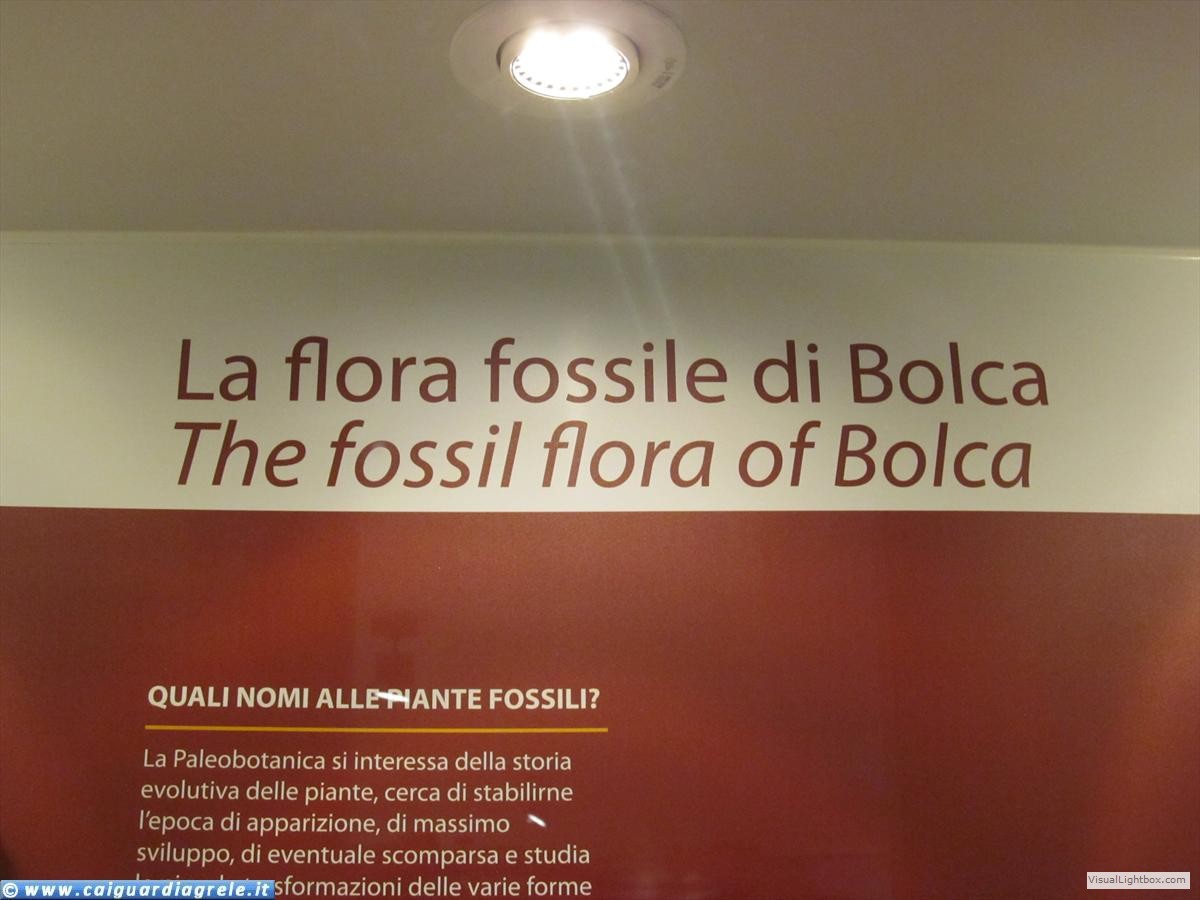 La flora fossile di Bolca
The fossil flora of Bolca
QUALI NOMI ALLE PIANTE FOSSILI?
La Paleobotanica si interessa della storia
evolutiva delle piante, cerca di stabilirne
l'epoca di apparizione, di massimo
sviluppo, di eventuale scomparsa e studia
delle varie forme
© www.caiguardiagrele.it
VisualLightbox.com